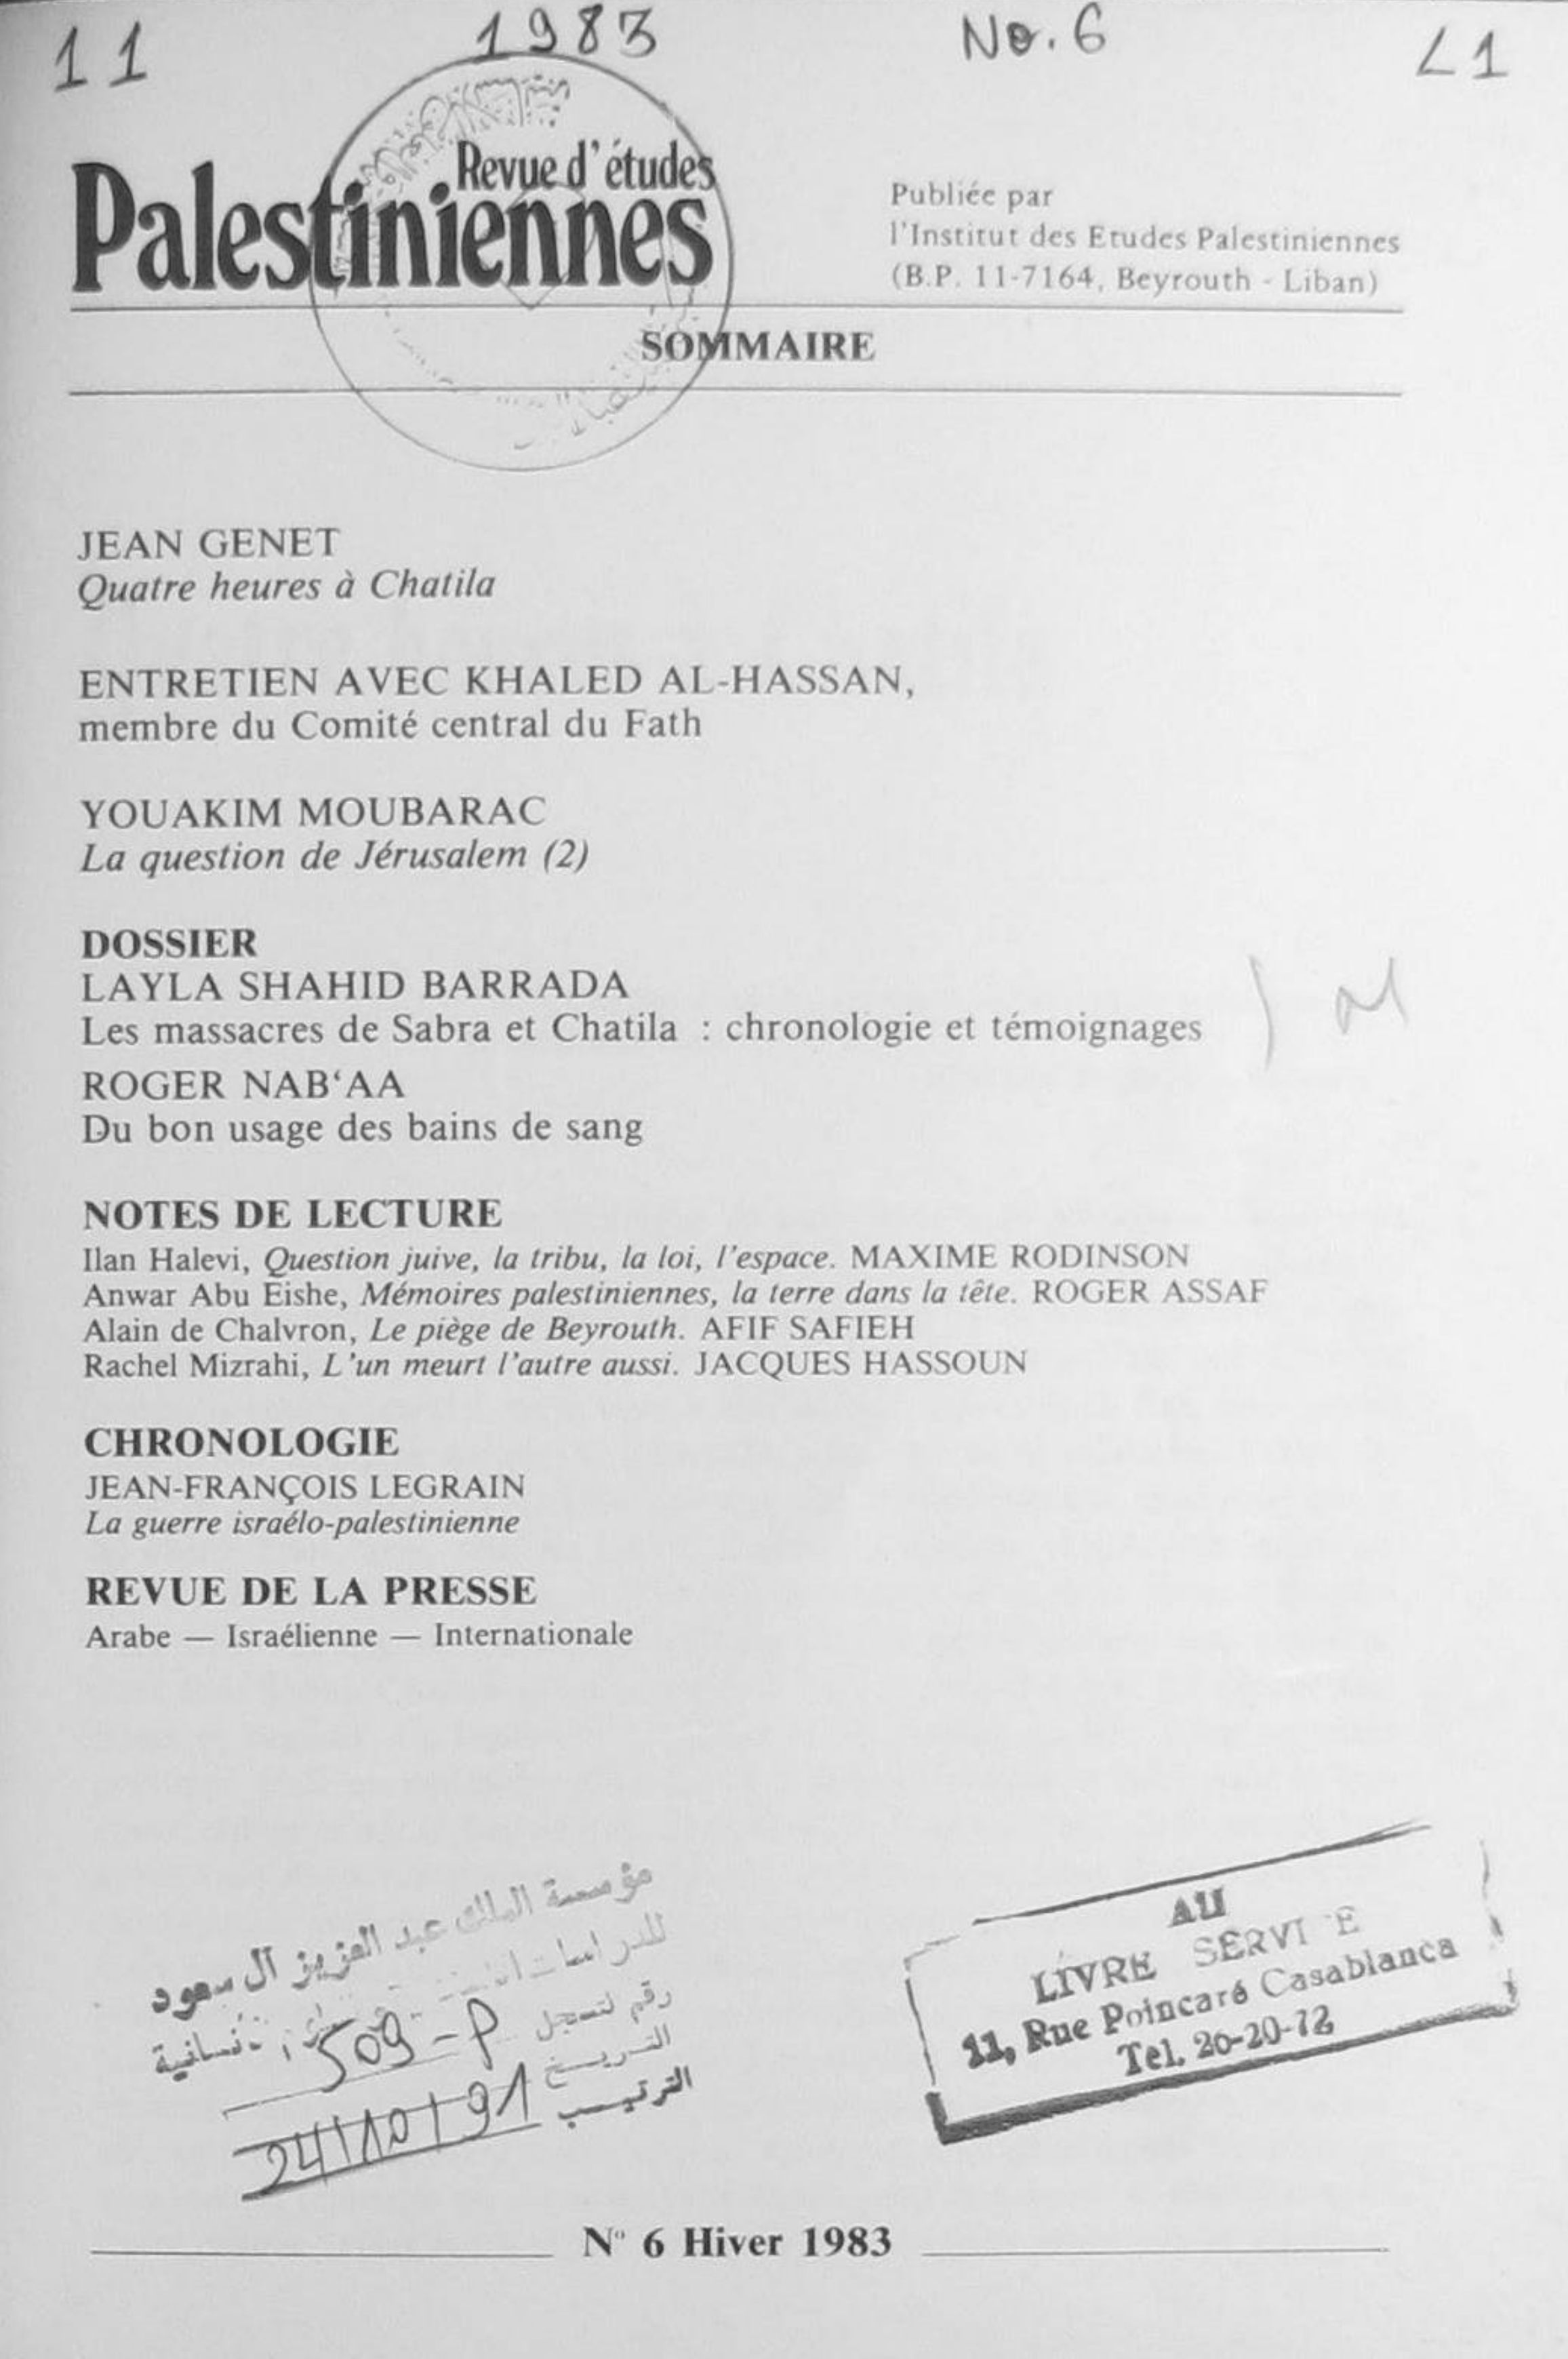 11 1983 No. 6 L1
Revue d'études
Palestiniennes
Publiée par
l'Institut des Etudes Palestiniennes
(B.P. 11-7164, Beyrouth - Liban)
SOMMAIRE
JEAN GENET
Quatre heures à Chatila
ENTRETIEN AVEC KHALED AL-HASSAN,
membre du Comité central du Fath
YOUAKIM MOUBARAC
La question de Jérusalem (2)
DOSSIER
LAYLA SHAHID BARRADA
Les massacres de Sabra et Chatila : chronologie et témoignages
ROGER NAB‘AA
Du bon usage des bains de sang
NOTES DE LECTURE
Ilan Halevi, Question juive, la tribu, la loi, l'espace. MAXIME RODINSON
Anwar Abu Eishe, Mémoires palestiniennes, la terre dans la tête. ROGER ASSAF
Alain de Chalvron, Le piège de Beyrouth. AFIF SAFIEH
Rachel Mizrahi, L'un meurt l'autre aussi. JACQUES HASSOUN
CHRONOLOGIE
JEAN-FRANÇOIS LEGRAIN
La guerre israélo-palestinienne
REVUE DE LA PRESSE
Arabe — Israélienne — Internationale
مؤسسة الملك عبد العزيز آل سعود
للدراسات
رقم لتسجل 509-P
التريخ 24/10/91
الترتيب
AU
LIVRE SERVI E
11, Rue Poincaré Casablanca
Tel. 20-20-72
N° 6 Hiver 1983